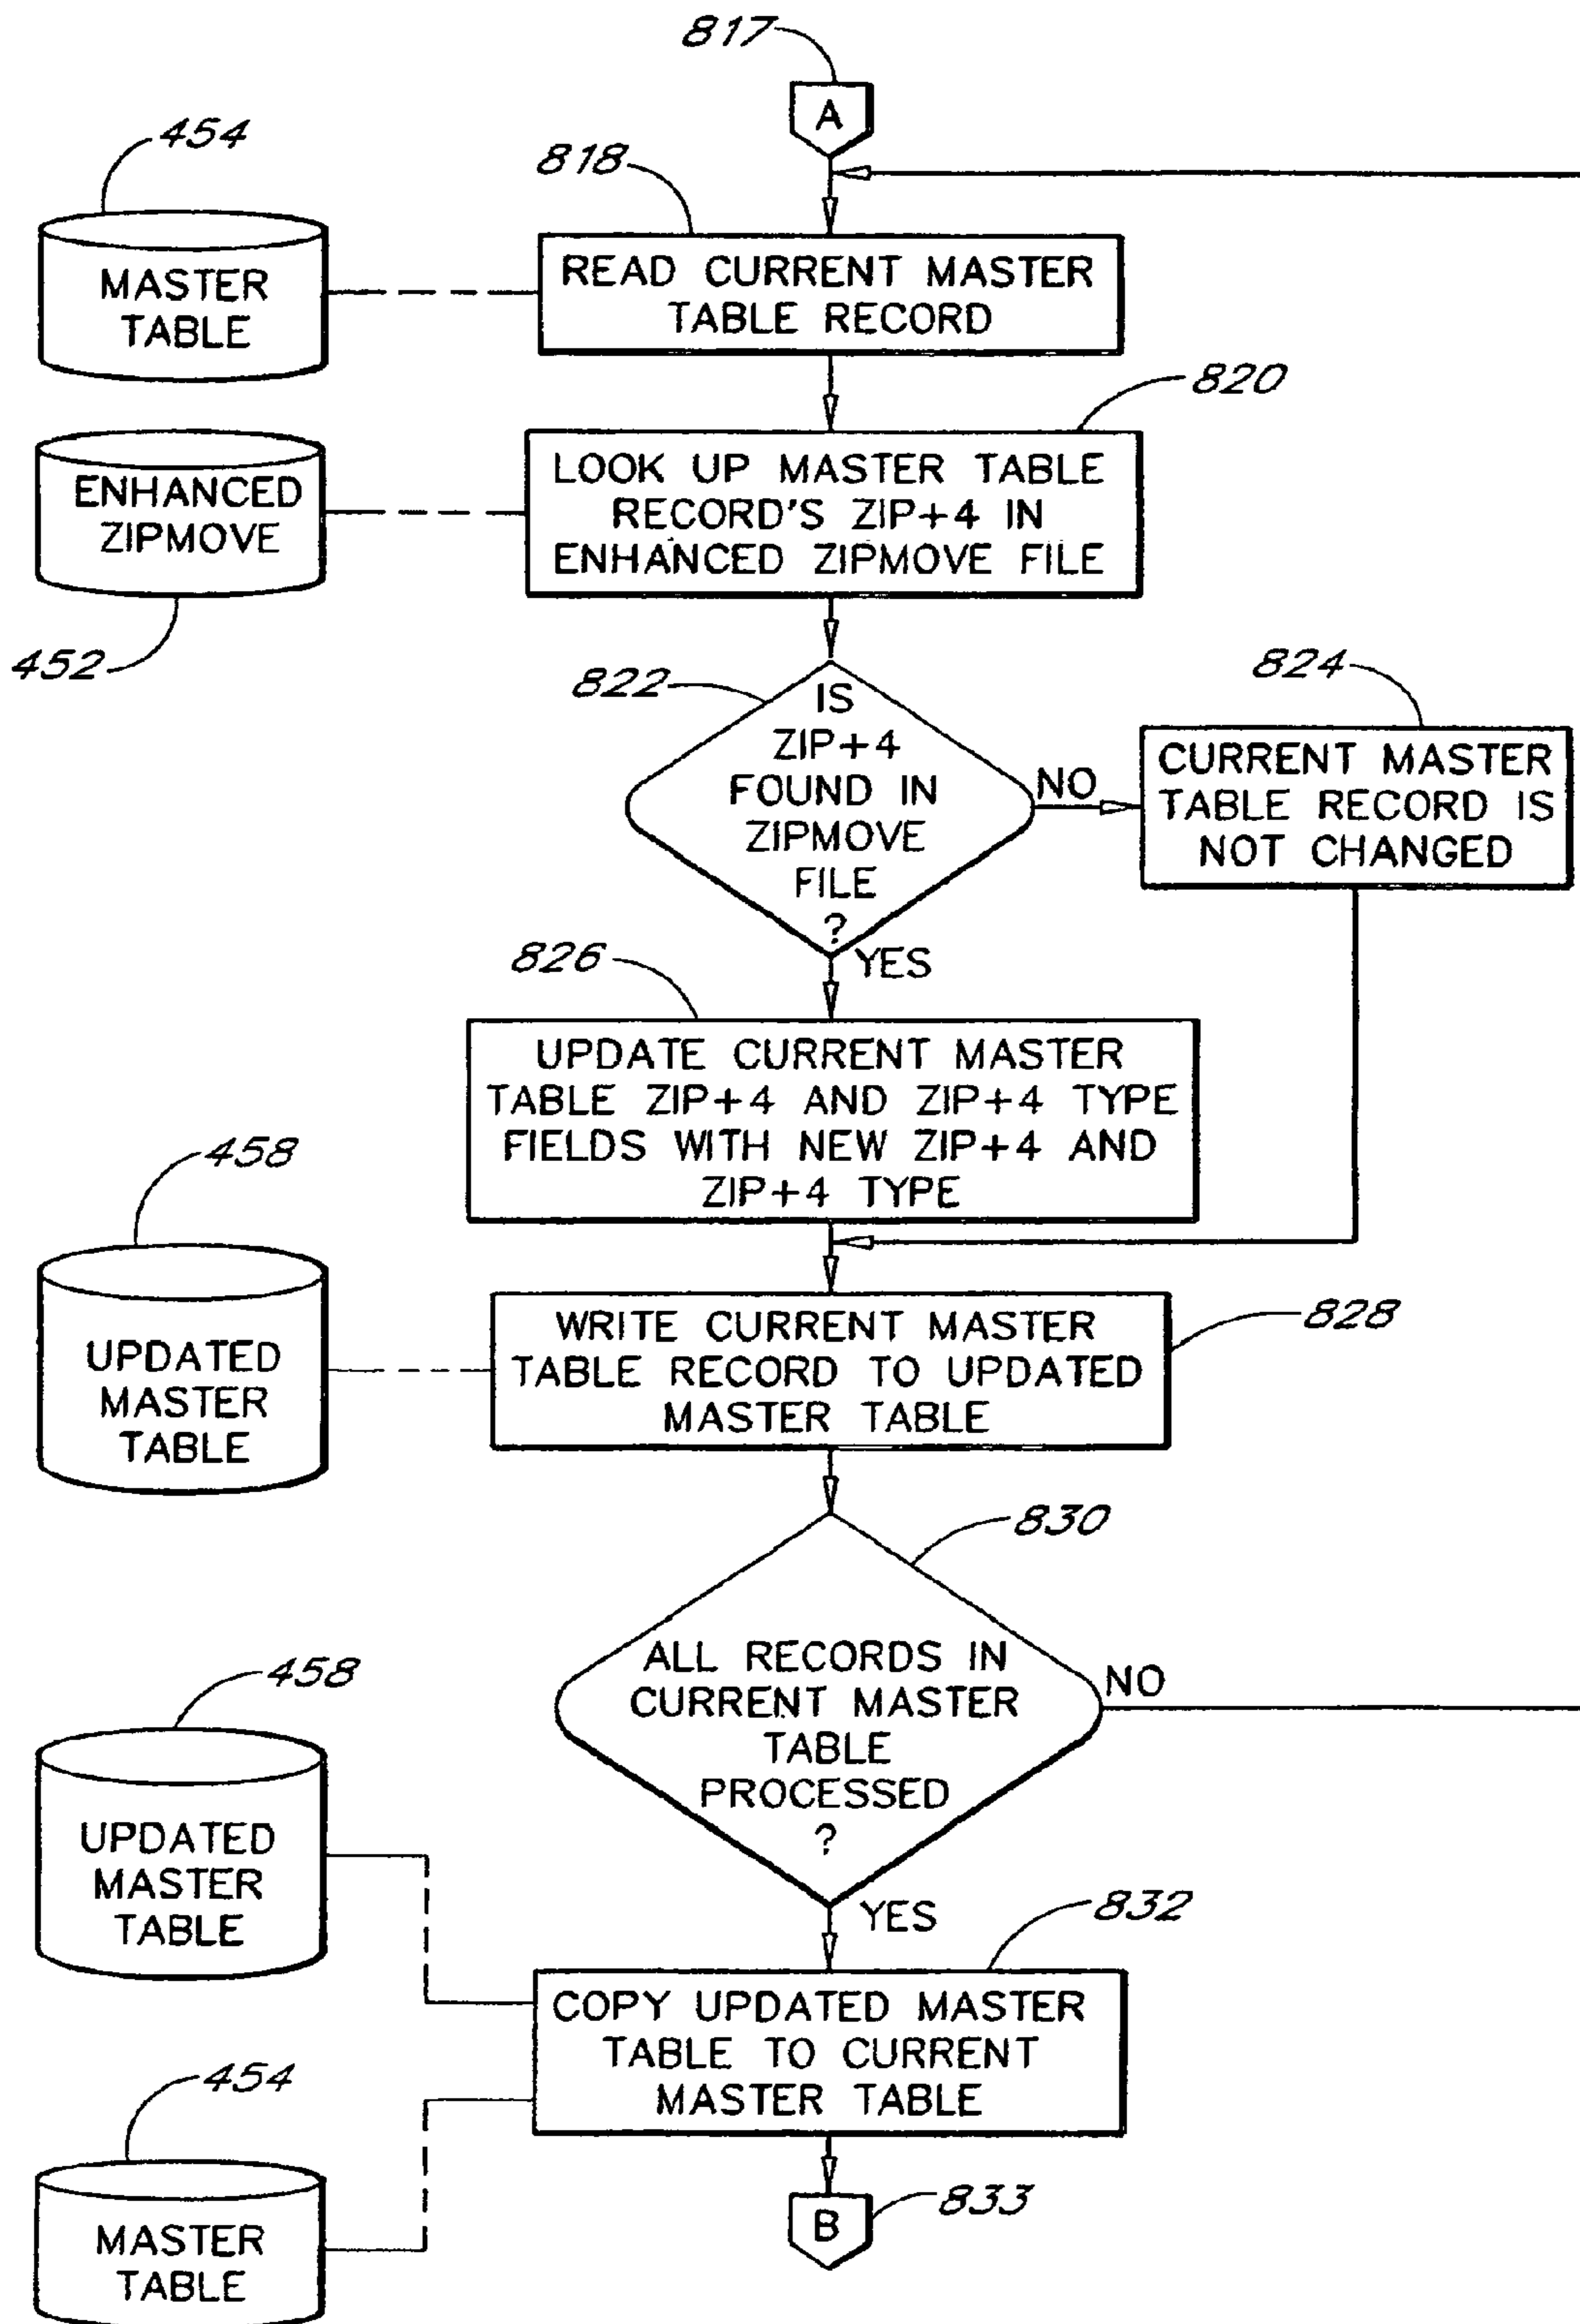 817
A
454
818
MASTER
TABLE
READ CURRENT MASTER
TABLE RECORD
820
ENHANCED
ZIPMOVE
LOOK UP MASTER TABLE
RECORD'S ZIP+4 IN
ENHANCED ZIPMOVE FILE
452
822
IS
ZIP+4
FOUND IN
ZIPMOVE
FILE
?
NO
824
CURRENT MASTER
TABLE RECORD IS
NOT CHANGED
YES
826
UPDATE CURRENT MASTER
TABLE ZIP+4 AND ZIP+4 TYPE
FIELDS WITH NEW ZIP+4 AND
ZIP+4 TYPE
458
UPDATED
MASTER
TABLE
WRITE CURRENT MASTER
TABLE RECORD TO UPDATED
MASTER TABLE
828
830
ALL RECORDS IN
CURRENT MASTER
TABLE
PROCESSED
?
NO
458
UPDATED
MASTER
TABLE
YES
832
COPY UPDATED MASTER
TABLE TO CURRENT
MASTER TABLE
454
MASTER
TABLE
B
833